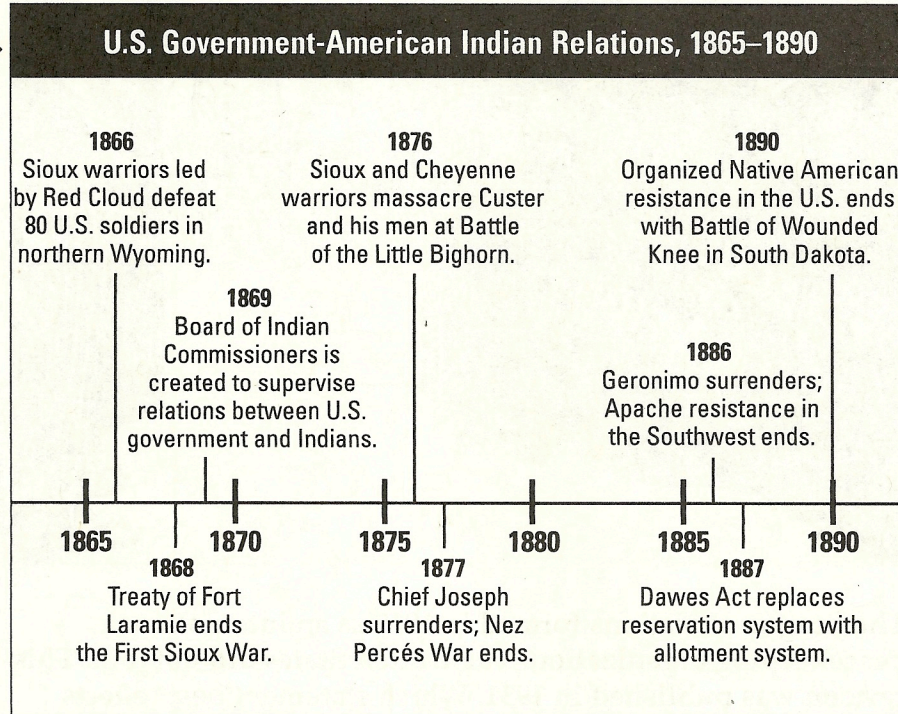 U.S. Government-American Indian Relations, 1865–1890
1866
Sioux warriors led
by Red Cloud defeat
80 U.S. soldiers in
northern Wyoming.
1876
Sioux and Cheyenne
warriors massacre Custer
and his men at Battle
of the Little Bighorn.
1890
Organized Native American
resistance in the U.S. ends
with Battle of Wounded
Knee in South Dakota.
1869
Board of Indian
Commissioners is
created to supervise
relations between U.S.
government and Indians.
1886
Geronimo surrenders;
Apache resistance in
the Southwest ends.
1865 1870 1875 1880 1885 1890
1868
Treaty of Fort
Laramie ends
the First Sioux War.
1877
Chief Joseph
surrenders; Nez
Percés War ends.
1887
Dawes Act replaces
reservation system with
allotment system.